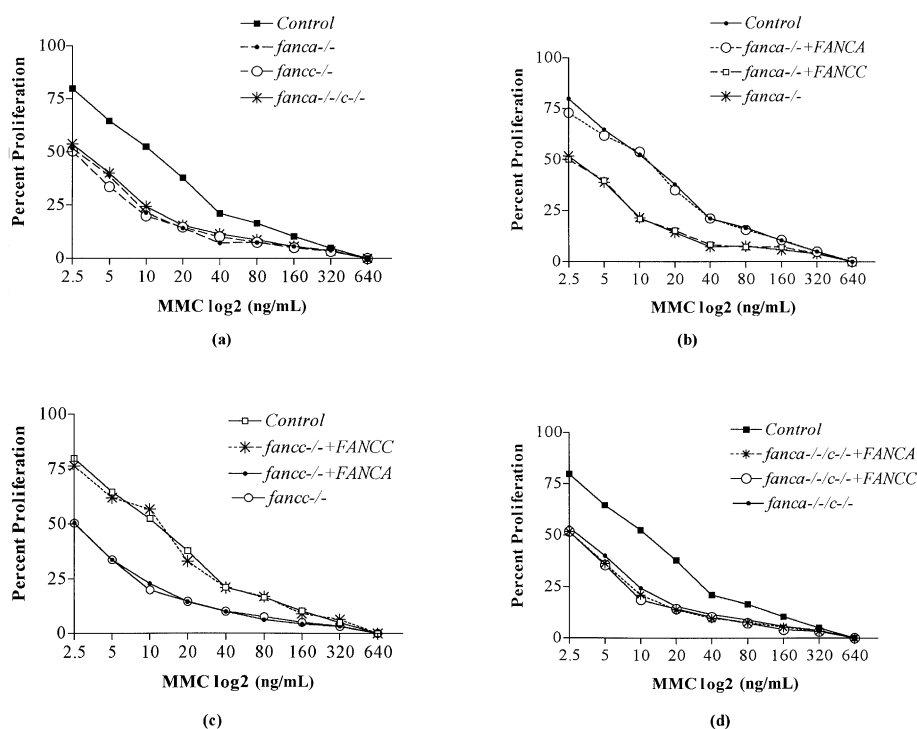 Control
fanca-/-
fancc-/-
fanca-/-/c-/-
Percent Proliferation
100
75
50
25
0
2.5 5 10 20 40 80 160 320 640
MMC log2 (ng/mL)
(a)
Control
fanca-/-+FANCA
fanca-/-+FANCC
fanca-/-
Percent Proliferation
100
75
50
25
0
2.5 5 10 20 40 80 160 320 640
MMC log2 (ng/mL)
(b)
Control
fancc-/-+FANCC
fancc-/-+FANCA
fancc-/-
Percent Proliferation
100
75
50
25
0
2.5 5 10 20 40 80 160 320 640
MMC log2 (ng/mL)
(c)
Control
fanca-/-/c-/-+FANCA
fanca-/-/c-/-+FANCC
fanca-/-/c-/-
Percent Proliferation
100
75
50
25
0
2.5 5 10 20 40 80 160 320 640
MMC log2 (ng/mL)
(d)